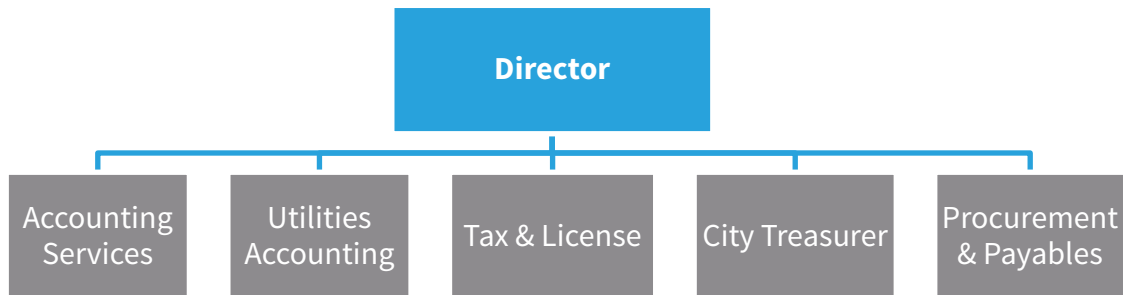 Director
Accounting
Services
Utilities
Accounting
Tax & License
City Treasurer
Procurement
& Payables